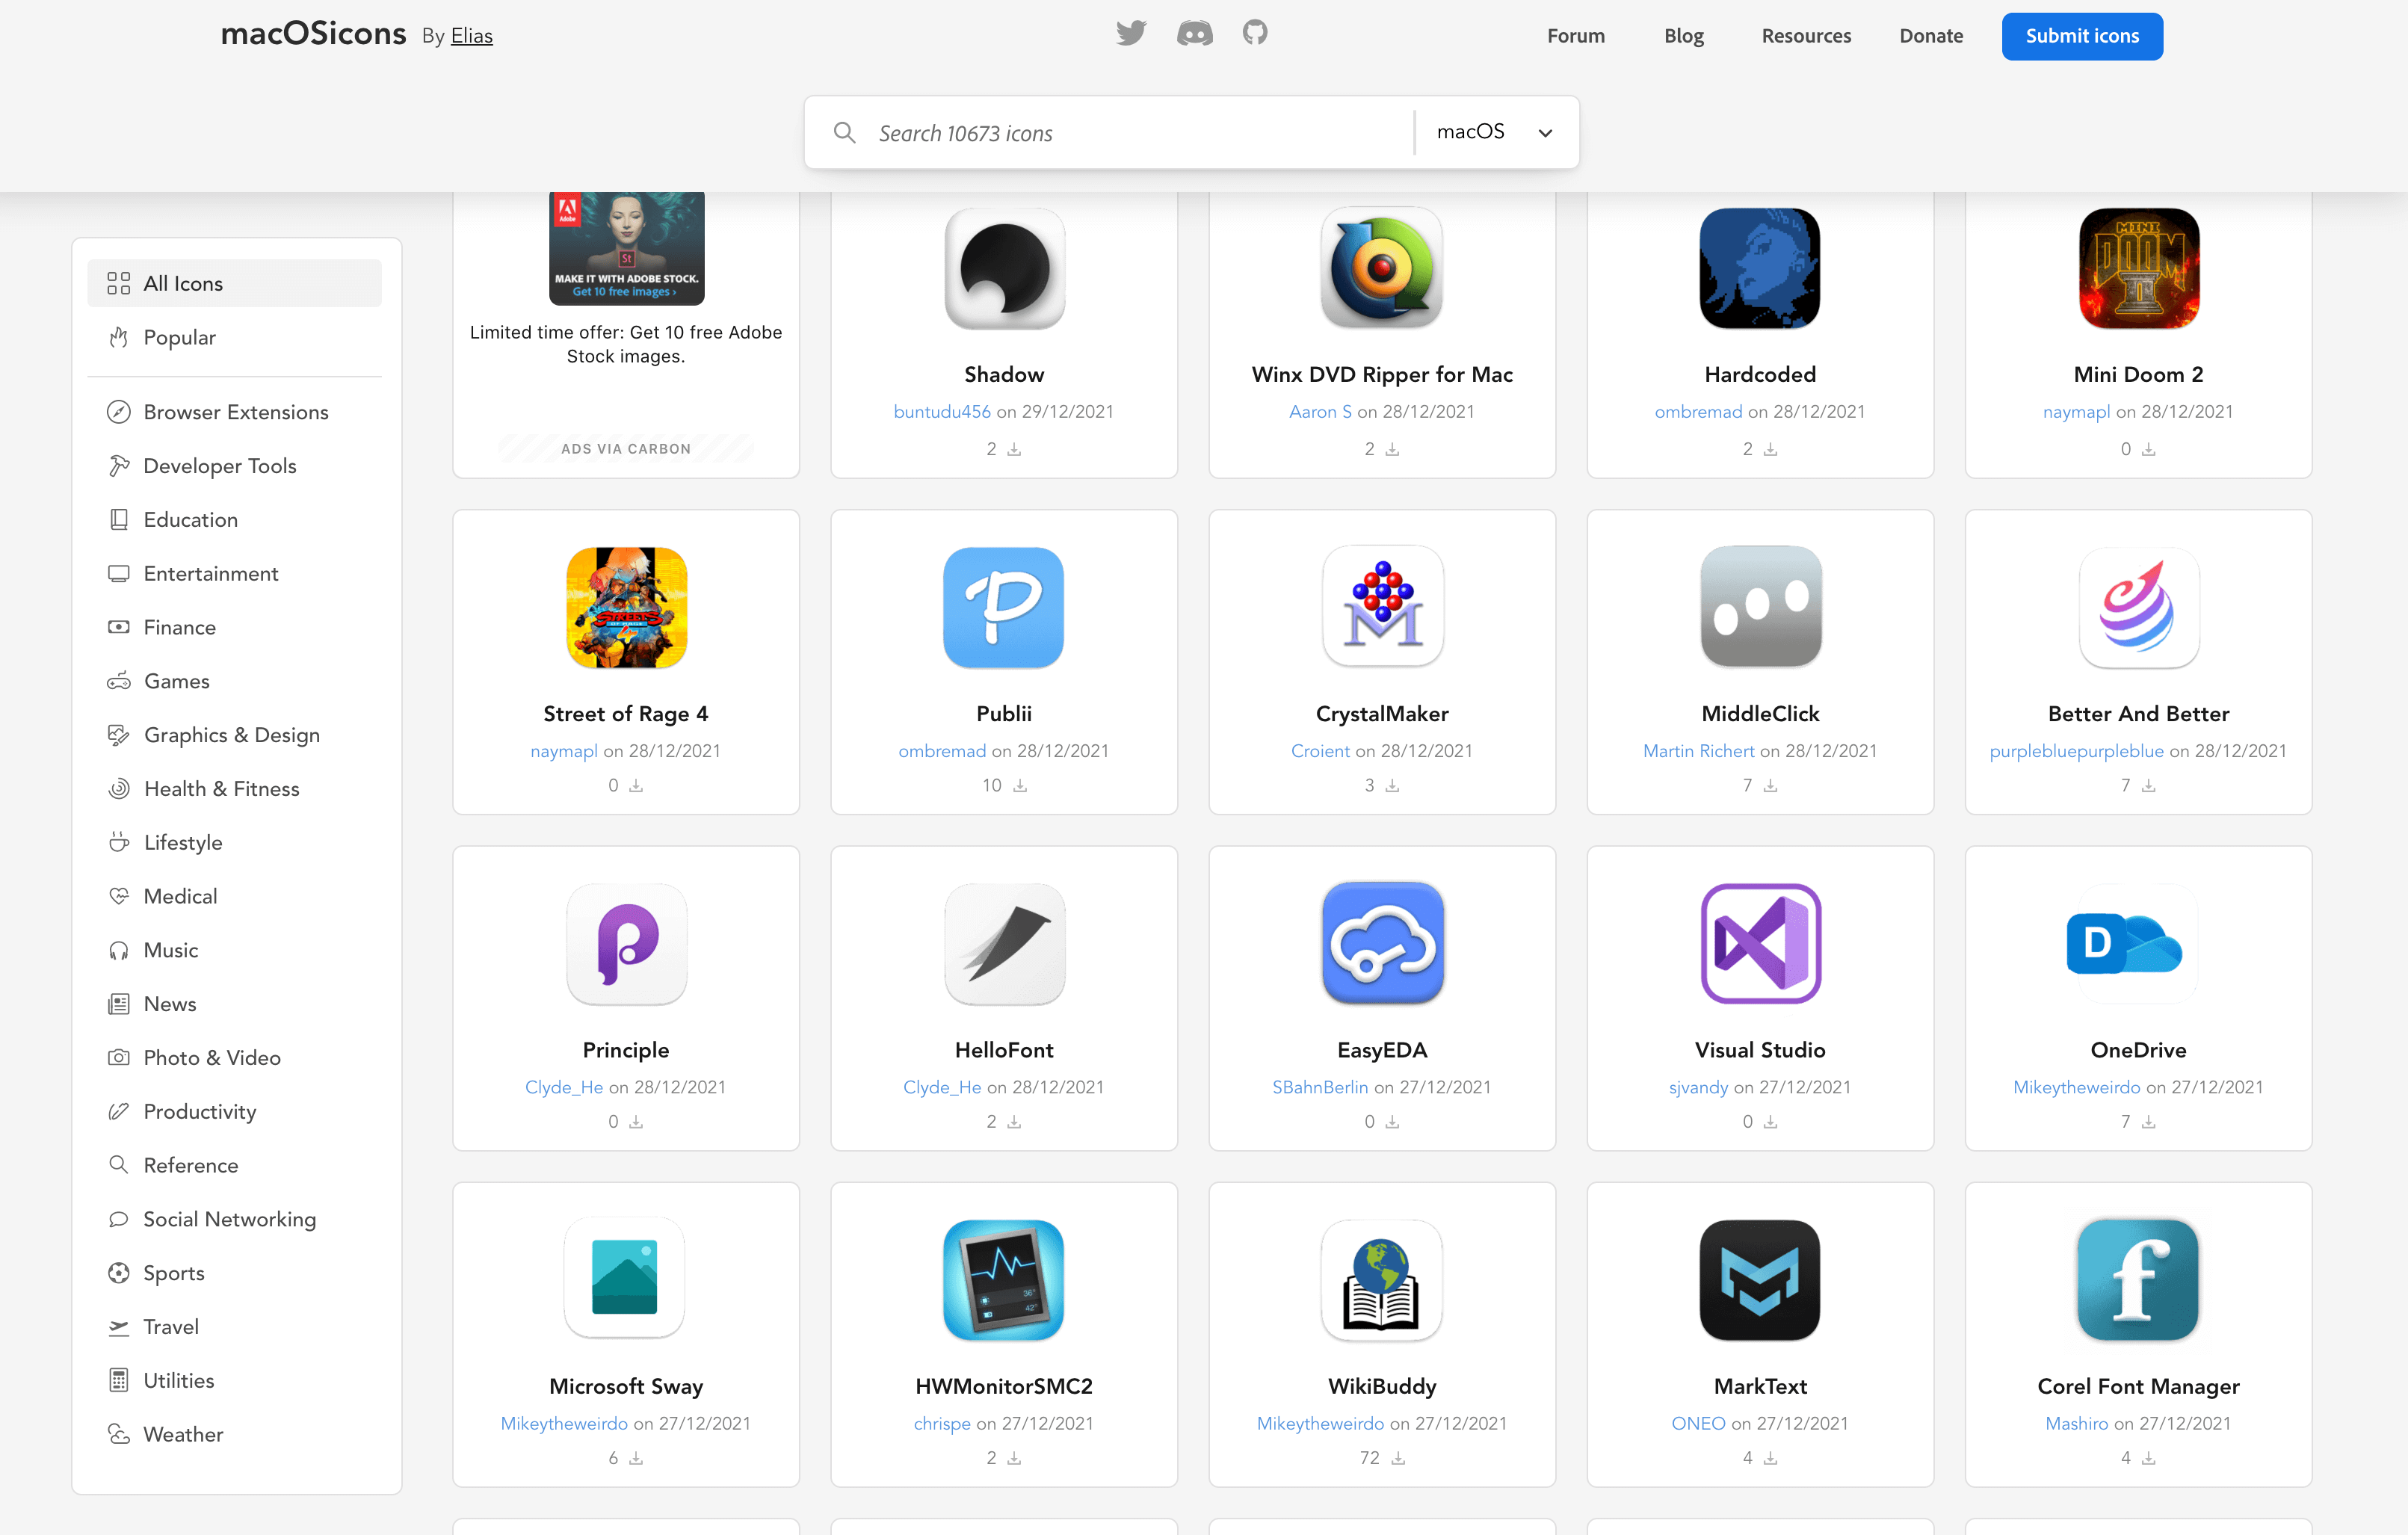 macOSicons By Elias
Forum Blog Resources Donate Submit icons
Search 10673 icons macOS
All Icons
Popular
Browser Extensions
Developer Tools
Education
Entertainment
Finance
Games
Graphics & Design
Health & Fitness
Lifestyle
Medical
Music
News
Photo & Video
Productivity
Reference
Social Networking
Sports
Travel
Utilities
Weather
Adobe
St
MAKE IT WITH ADOBE STOCK.
Get 10 free images ›
Limited time offer: Get 10 free Adobe
Stock images.
ADS VIA CARBON
Shadow
buntudu456 on 29/12/2021
2
Winx DVD Ripper for Mac
Aaron S on 28/12/2021
2
Hardcoded
ombremad on 28/12/2021
2
MINI
DOOM
II
Mini Doom 2
naymapl on 28/12/2021
0
STREETS
OF RAGE
4
Street of Rage 4
naymapl on 28/12/2021
0
P
Publii
ombremad on 28/12/2021
10
M
CrystalMaker
Croient on 28/12/2021
3
MiddleClick
Martin Richert on 28/12/2021
7
Better And Better
purplebluepurpleblue on 28/12/2021
7
Principle
Clyde_He on 28/12/2021
0
HelloFont
Clyde_He on 28/12/2021
2
EasyEDA
SBahnBerlin on 27/12/2021
0
Visual Studio
sjvandy on 27/12/2021
0
D
OneDrive
Mikeytheweirdo on 27/12/2021
7
Microsoft Sway
Mikeytheweirdo on 27/12/2021
6
36°
42°
HWMonitorSMC2
chrispe on 27/12/2021
2
WikiBuddy
Mikeytheweirdo on 27/12/2021
72
MarkText
ONEO on 27/12/2021
4
f
Corel Font Manager
Mashiro on 27/12/2021
4